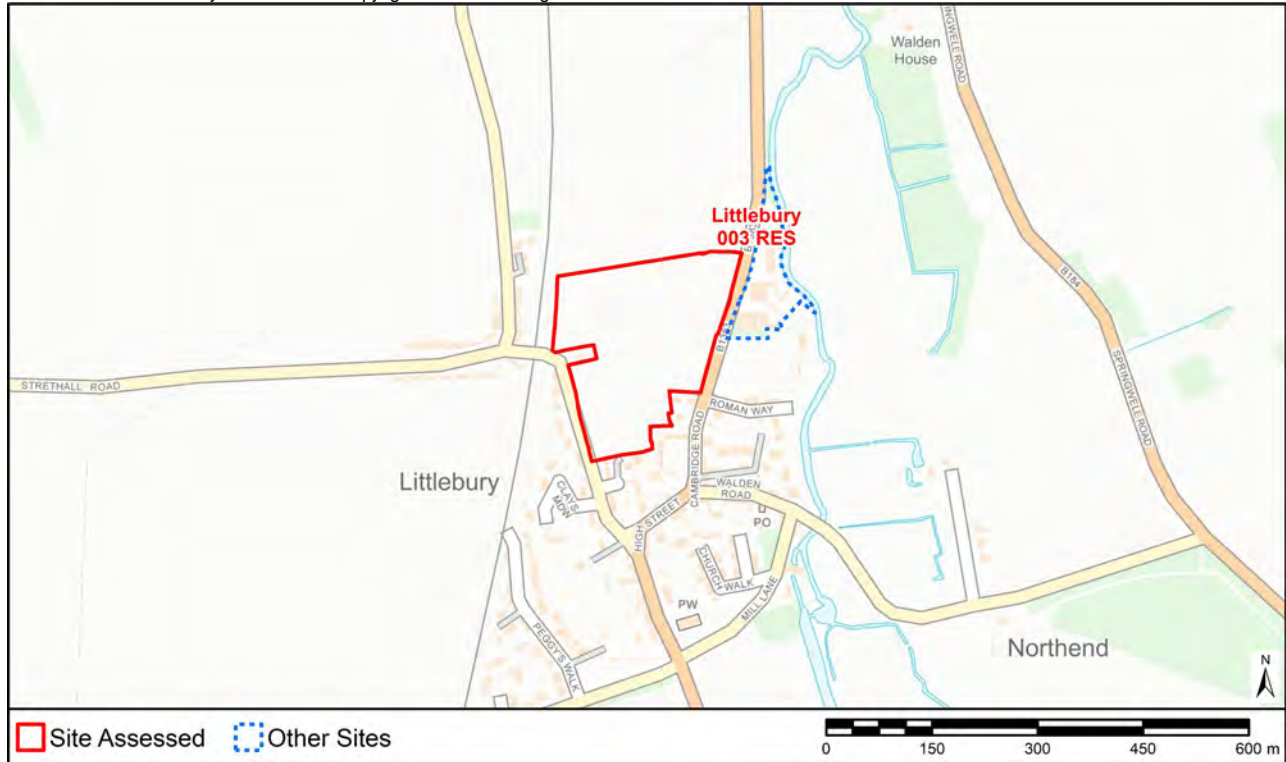 Walden
House
SPRINGWELL ROAD
Littlebury
003 RES
B184
STRETHALL ROAD
SPRINGWELL ROAD
ROMAN WAY
CAMBRIDGE ROAD
Littlebury
CLAYS
MDW
HIGH STREET
WALDEN
ROAD
PO
CHURCH
WALK
MILL LANE
PW
PEGGY'S WALK
Northend
N
Site Assessed
Other Sites
0
150
300
450
600 m